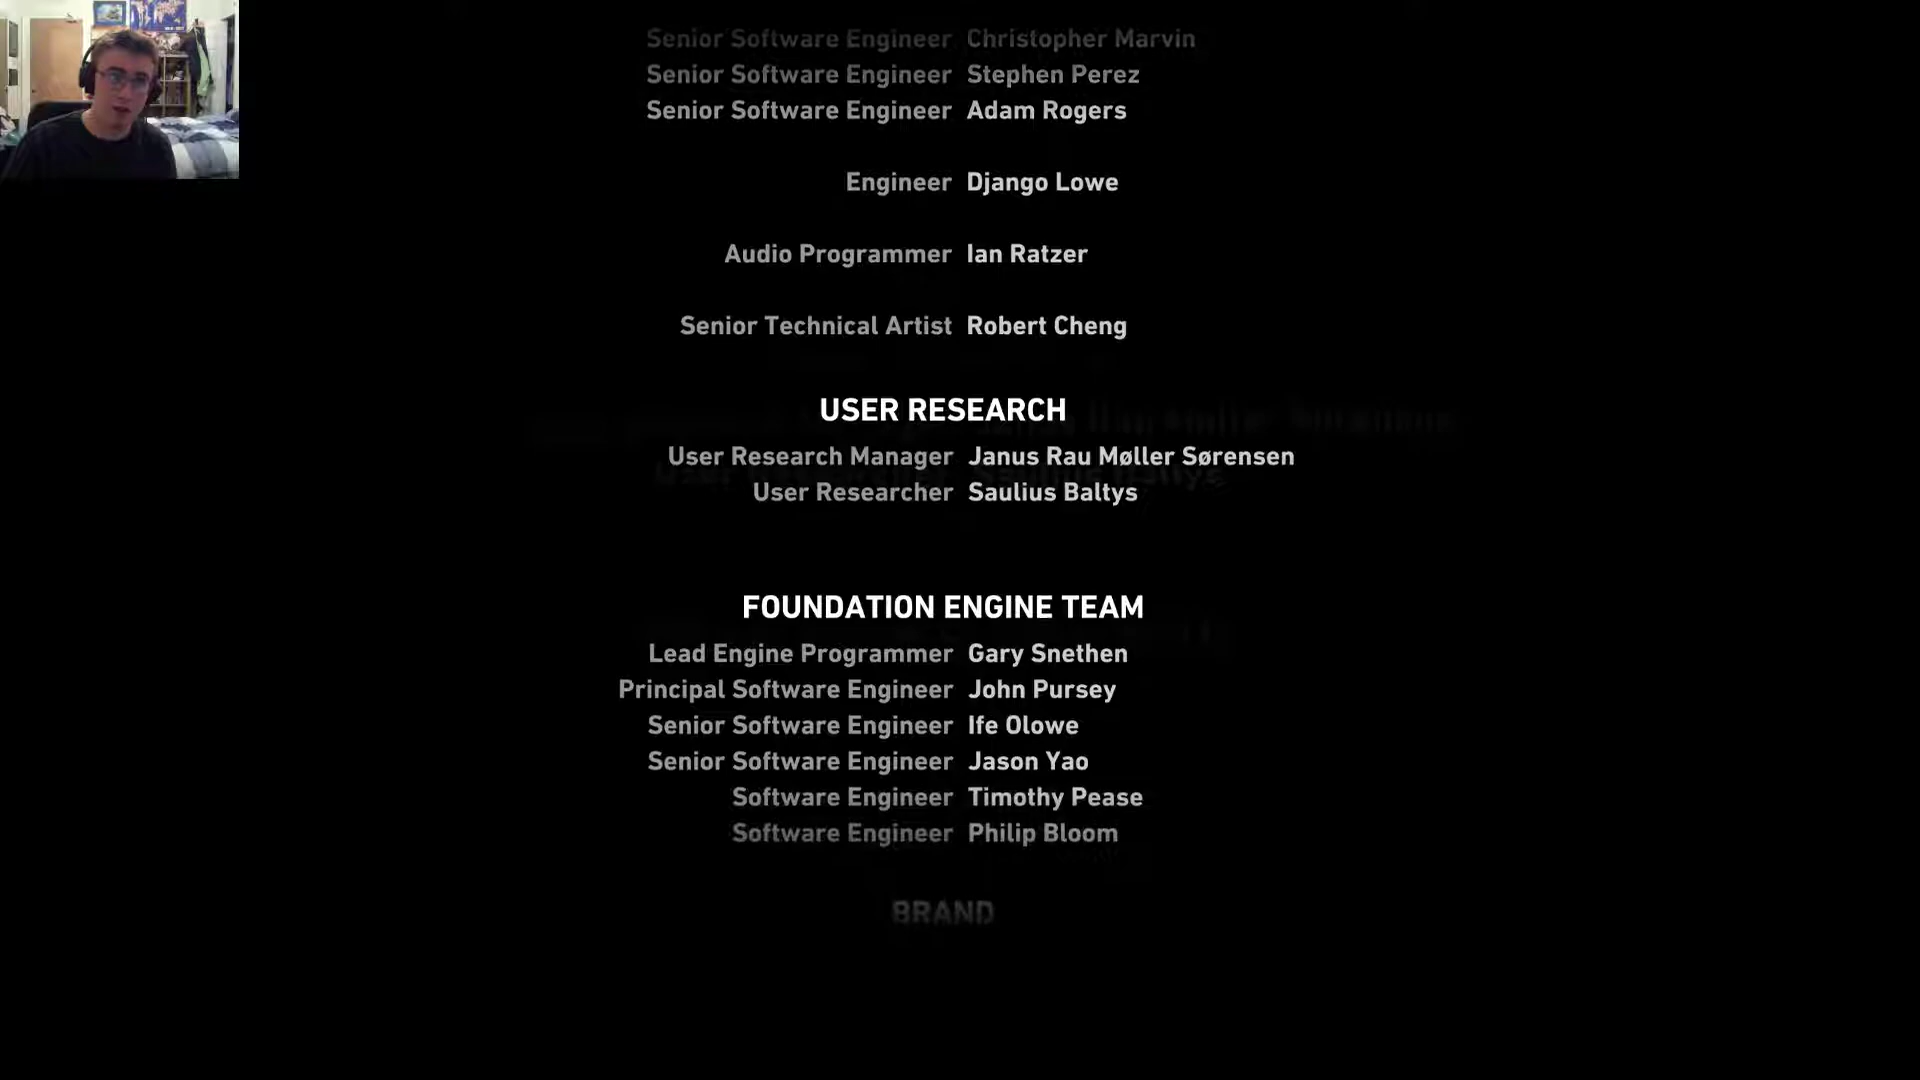 Senior Software Engineer Christopher Marvin
Senior Software Engineer Stephen Perez
Senior Software Engineer Adam Rogers
Engineer Django Lowe
Audio Programmer Ian Ratzer
Senior Technical Artist Robert Cheng
USER RESEARCH
User Research Manager Janus Rau Møller Sørensen
User Researcher Saulius Baltys
FOUNDATION ENGINE TEAM
Lead Engine Programmer Gary Snethen
Principal Software Engineer John Pursey
Senior Software Engineer Ife Olowe
Senior Software Engineer Jason Yao
Software Engineer Timothy Pease
Software Engineer Philip Bloom
BRAND